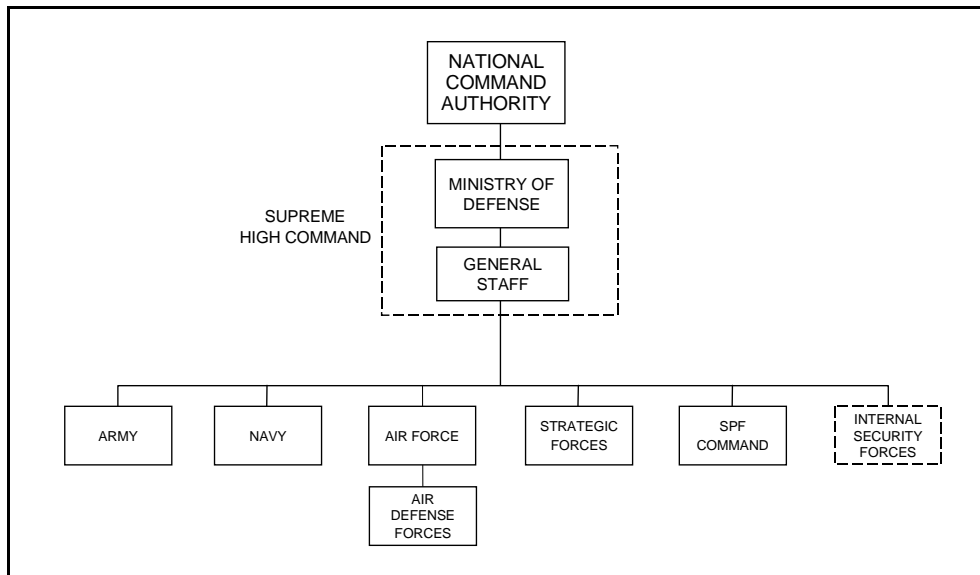 NATIONAL
COMMAND
AUTHORITY
MINISTRY OF
DEFENSE
SUPREME
HIGH COMMAND
GENERAL
STAFF
ARMY
NAVY
AIR FORCE
STRATEGIC
FORCES
SPF
COMMAND
INTERNAL
SECURITY
FORCES
AIR
DEFENSE
FORCES